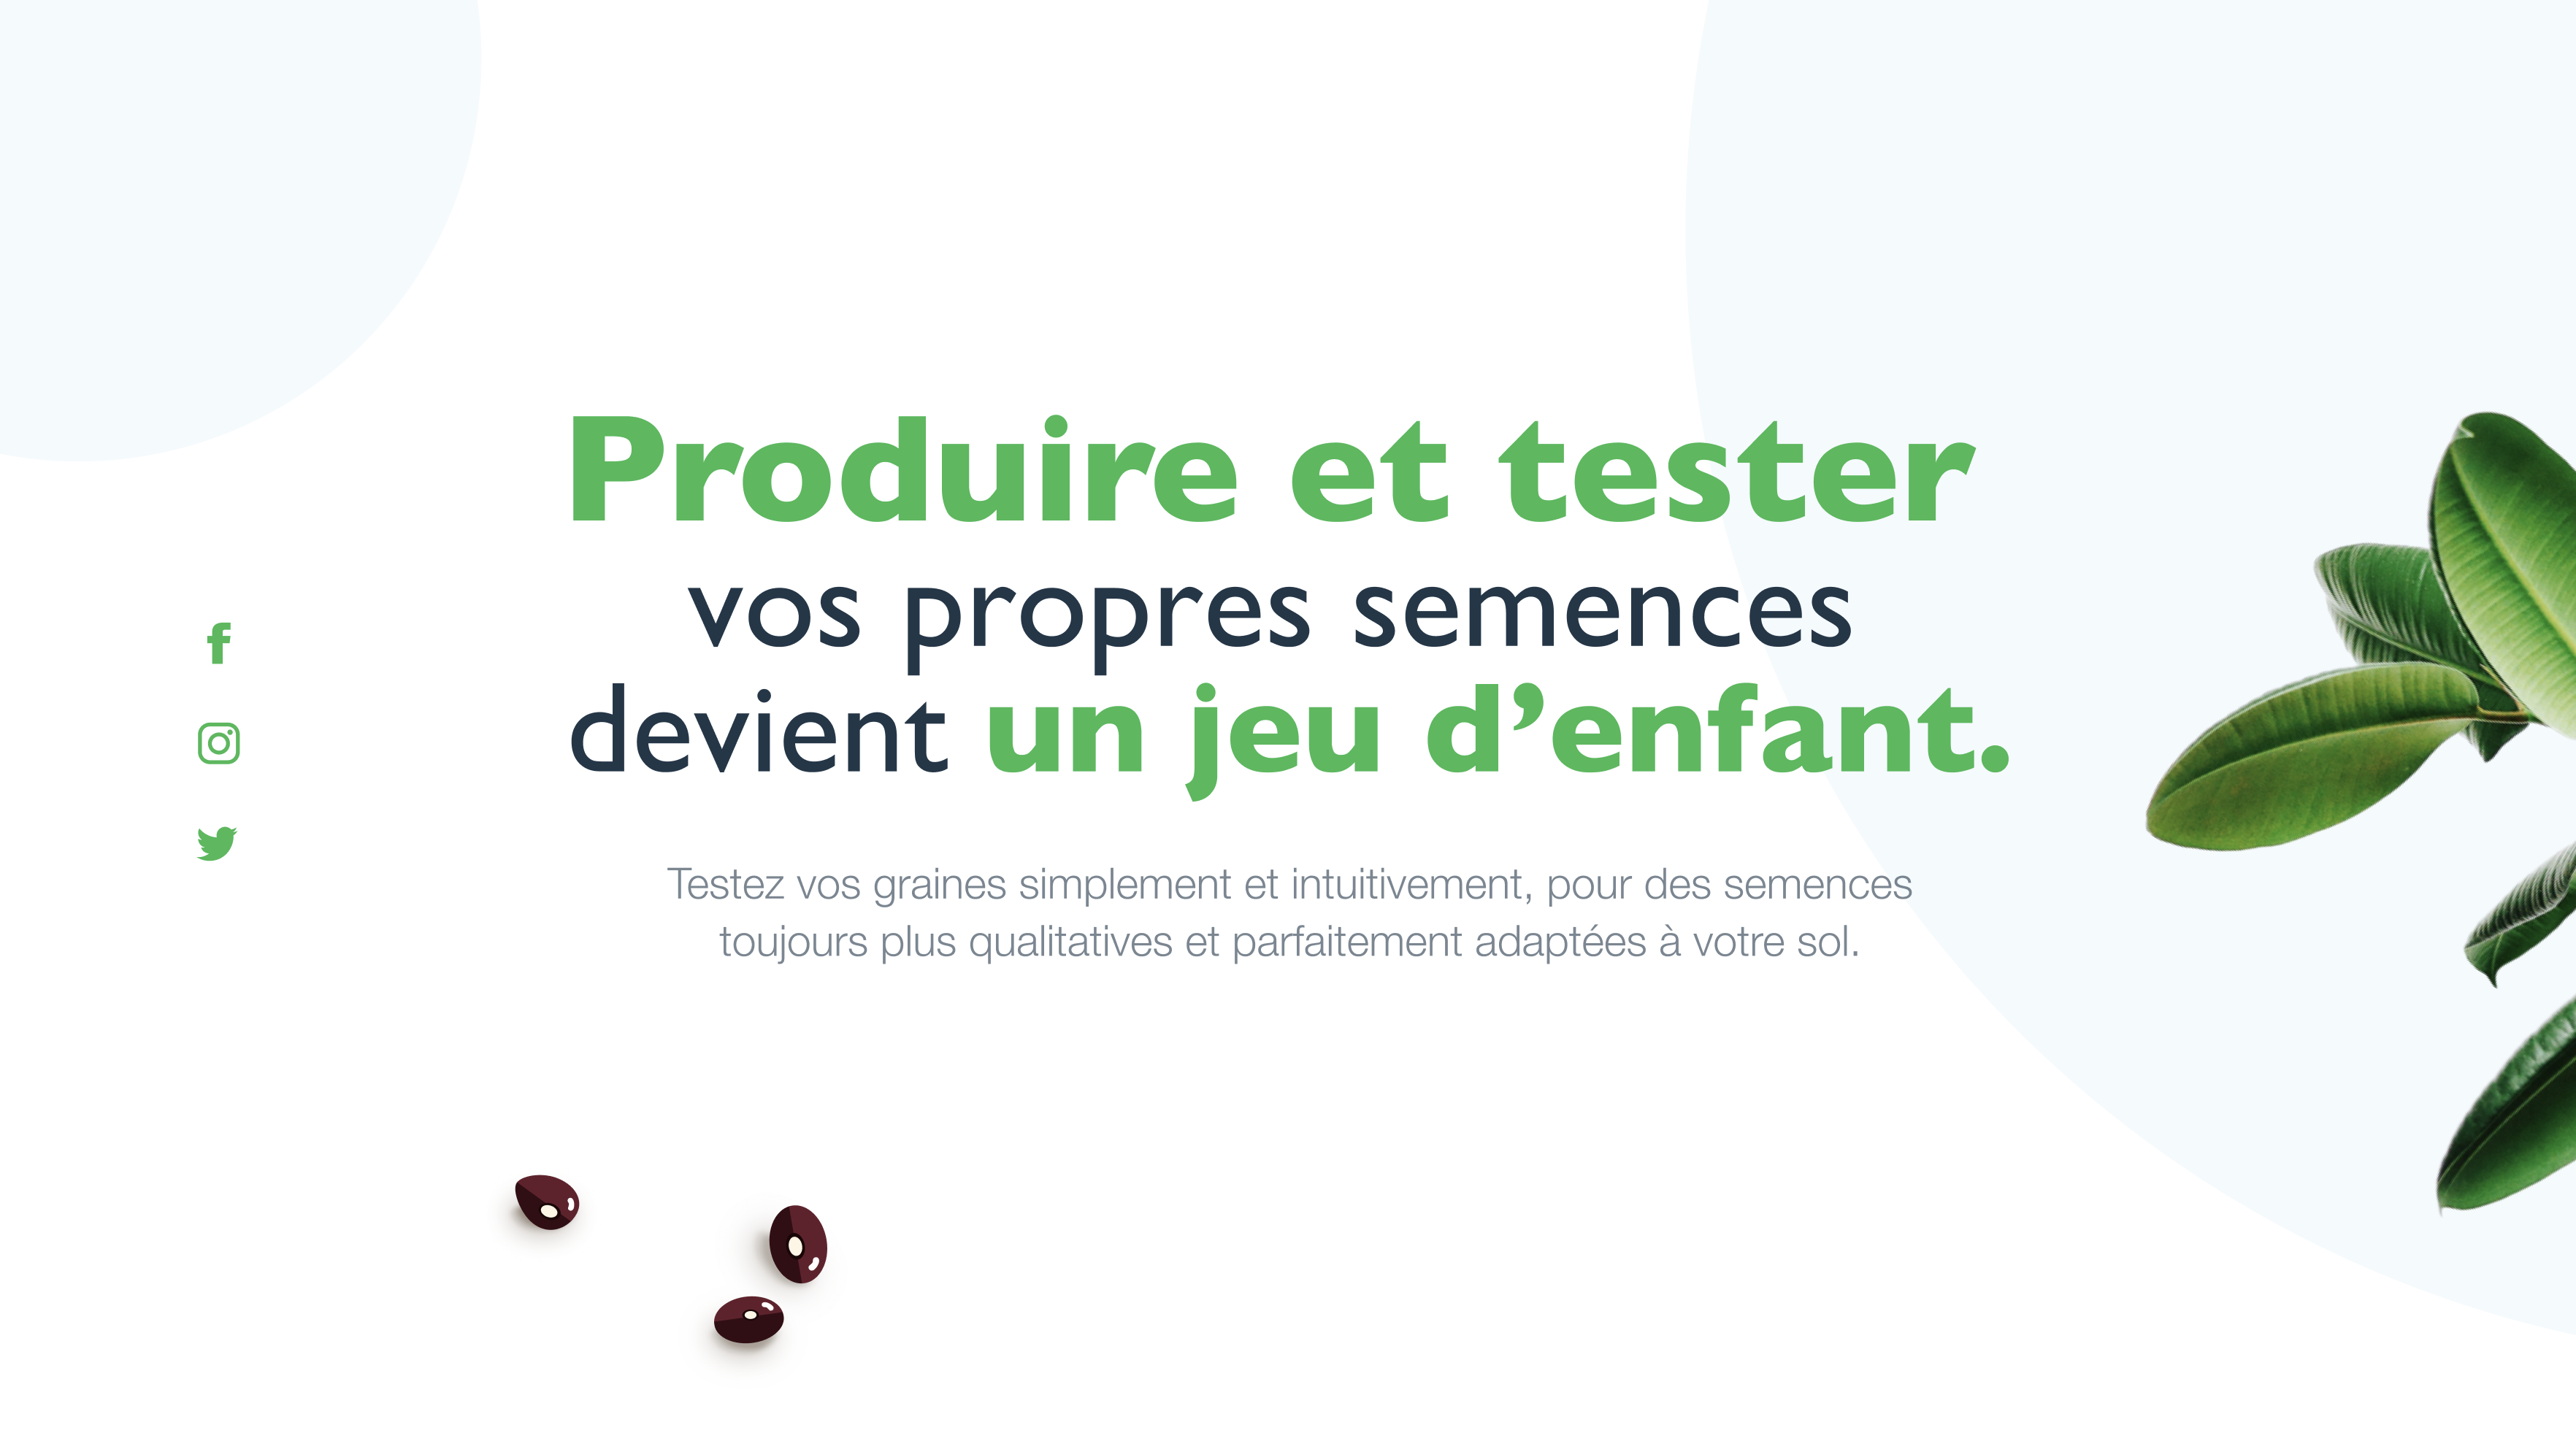 Produire et tester
vos propres semences
devient un jeu d’enfant.
Testez vos graines simplement et intuitivement, pour des semences
toujours plus qualitatives et parfaitement adaptées à votre sol.